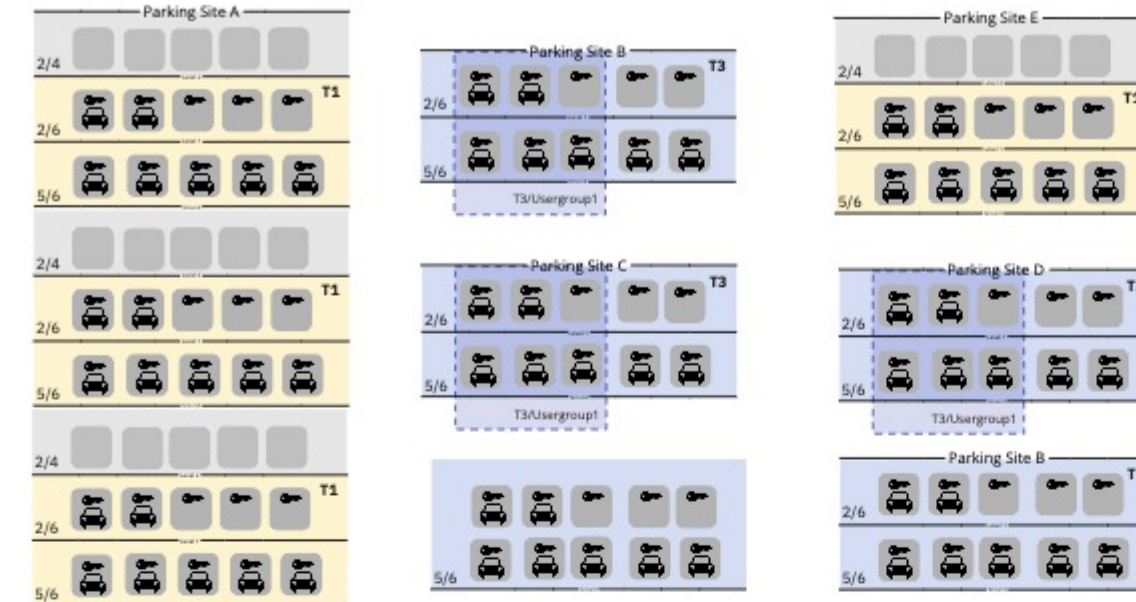 Parking Site A
2/4
T1
2/6
5/6
2/4
T1
2/6
5/6
2/4
T1
2/6
5/6
Parking Site B
T3
2/6
5/6
T3/Usergroup1
Parking Site C
T3
2/6
5/6
T3/Usergroup1
5/6
Parking Site E
2/4
2/6
5/6
Parking Site D
2/6
5/6
T3/Usergroup1
Parking Site B
2/6
5/6